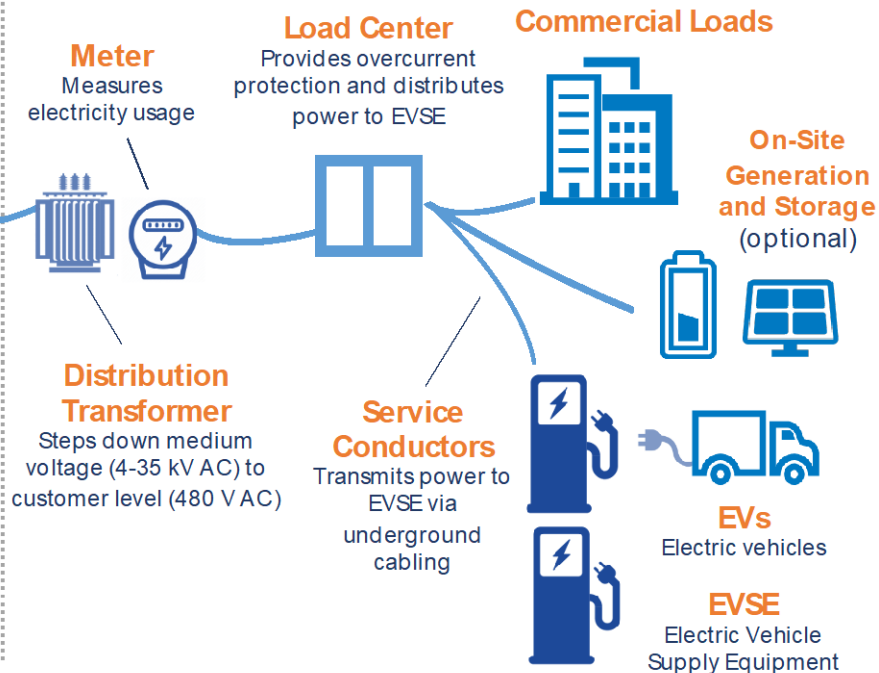 Meter
Measures
electricity usage
Load Center
Provides overcurrent
protection and distributes
power to EVSE
Commercial Loads
On-Site
Generation
and Storage
(optional)
Distribution
Transformer
Steps down medium
voltage (4-35 kV AC) to
customer level (480 V AC)
Service
Conductors
Transmits power to
EVSE via
underground
cabling
EVs
Electric vehicles
EVSE
Electric Vehicle
Supply Equipment